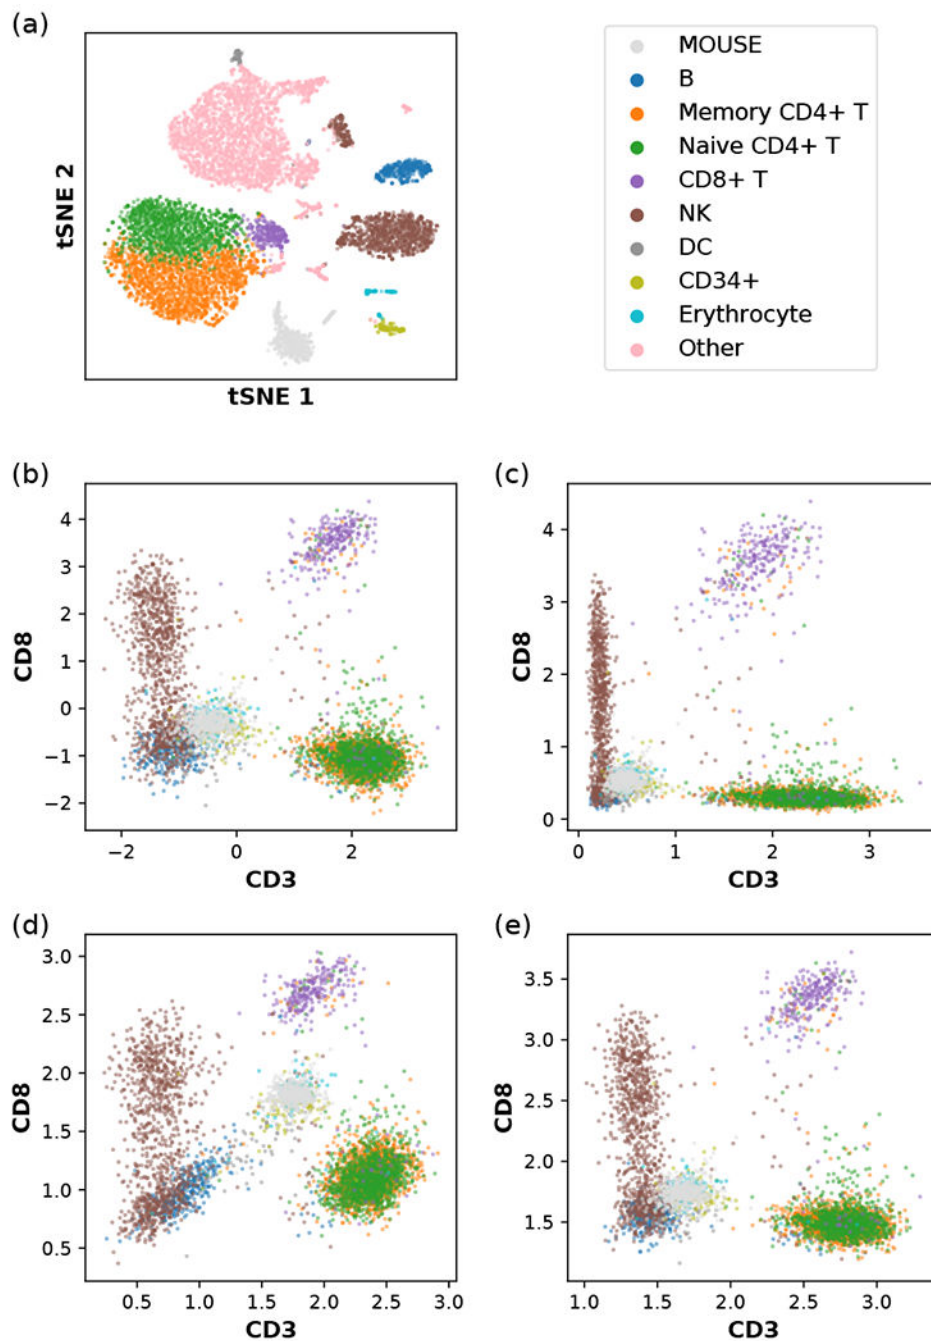 (a)
tSNE 2
tSNE 1
MOUSE
B
Memory CD4+ T
Naive CD4+ T
CD8+ T
NK
DC
CD34+
Erythrocyte
Other
(b)
CD8
4
3
2
1
0
−1
−2
−2 0 2
CD3
(c)
CD8
4
3
2
1
0
0 1 2 3
CD3
(d)
CD8
3.0
2.5
2.0
1.5
1.0
0.5
0.5 1.0 1.5 2.0 2.5 3.0
CD3
(e)
CD8
3.5
3.0
2.5
2.0
1.5
1.0 1.5 2.0 2.5 3.0
CD3